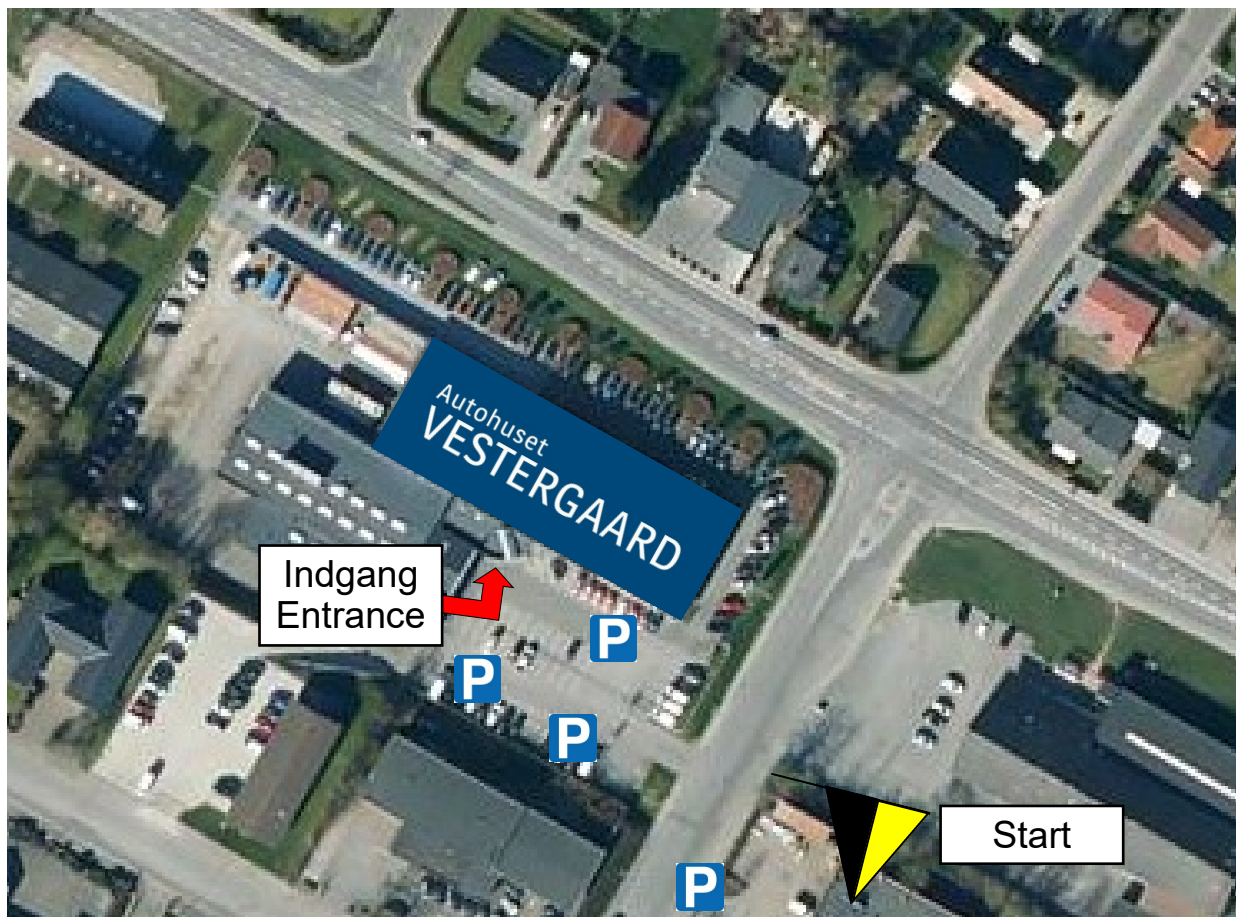 Autohuset
VESTERGAARD
Indgang
Entrance
P
P
P
Start
P